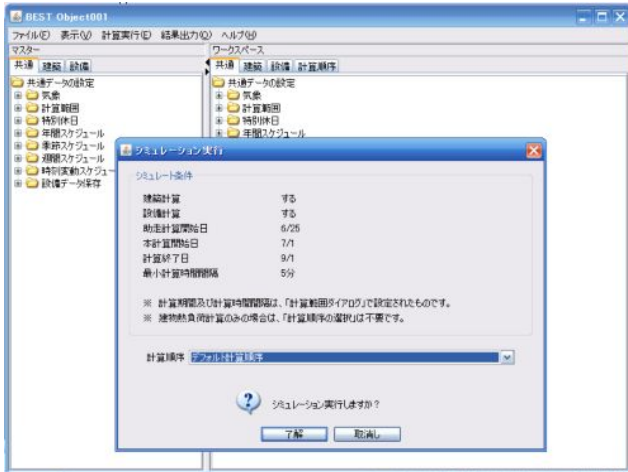 BEST Object001
ファイル(F) 表示(V) 計算実行(E) 結果出力(O) ヘルプ(H)
マスター
共通 建築 設備
共通データの設定
気象
計算範囲
特別休日
年間スケジュール
季節スケジュール
週間スケジュール
時刻変動スケジュー
設備データ保存
ワークスペース
共通 建築 設備 計算順序
共通データの設定
気象
計算範囲
特別休日
年間スケジュール
シミュレーション実行
シミュレート条件
建築計算 する
設備計算 する
助走計算開始日 6/25
本計算開始日 7/1
計算終了日 9/1
最小計算時間間隔 5分
※ 計算期間及び計算時間間隔は、「計算範囲ダイアログ」で設定されたものです。
※ 建物熱負荷計算のみの場合は、「計算順序の選択」は不要です。
計算順序 デフォルト計算順序
シミュレーション実行しますか？
了解 取消し